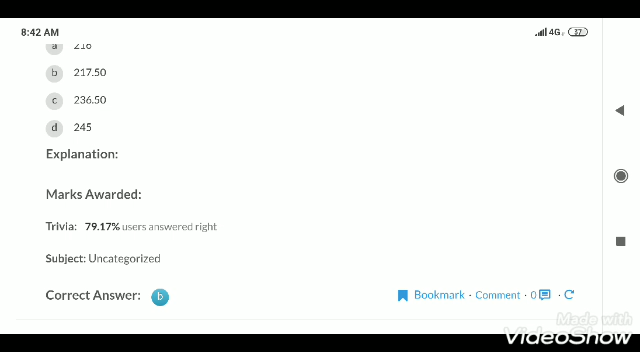 8:42 AM 4G 37
a 216
b 217.50
c 236.50
d 245
Explanation:
Marks Awarded:
Trivia: 79.17% users answered right
Subject: Uncategorized
Correct Answer: b Bookmark · Comment · 0
Made with
VideoShow